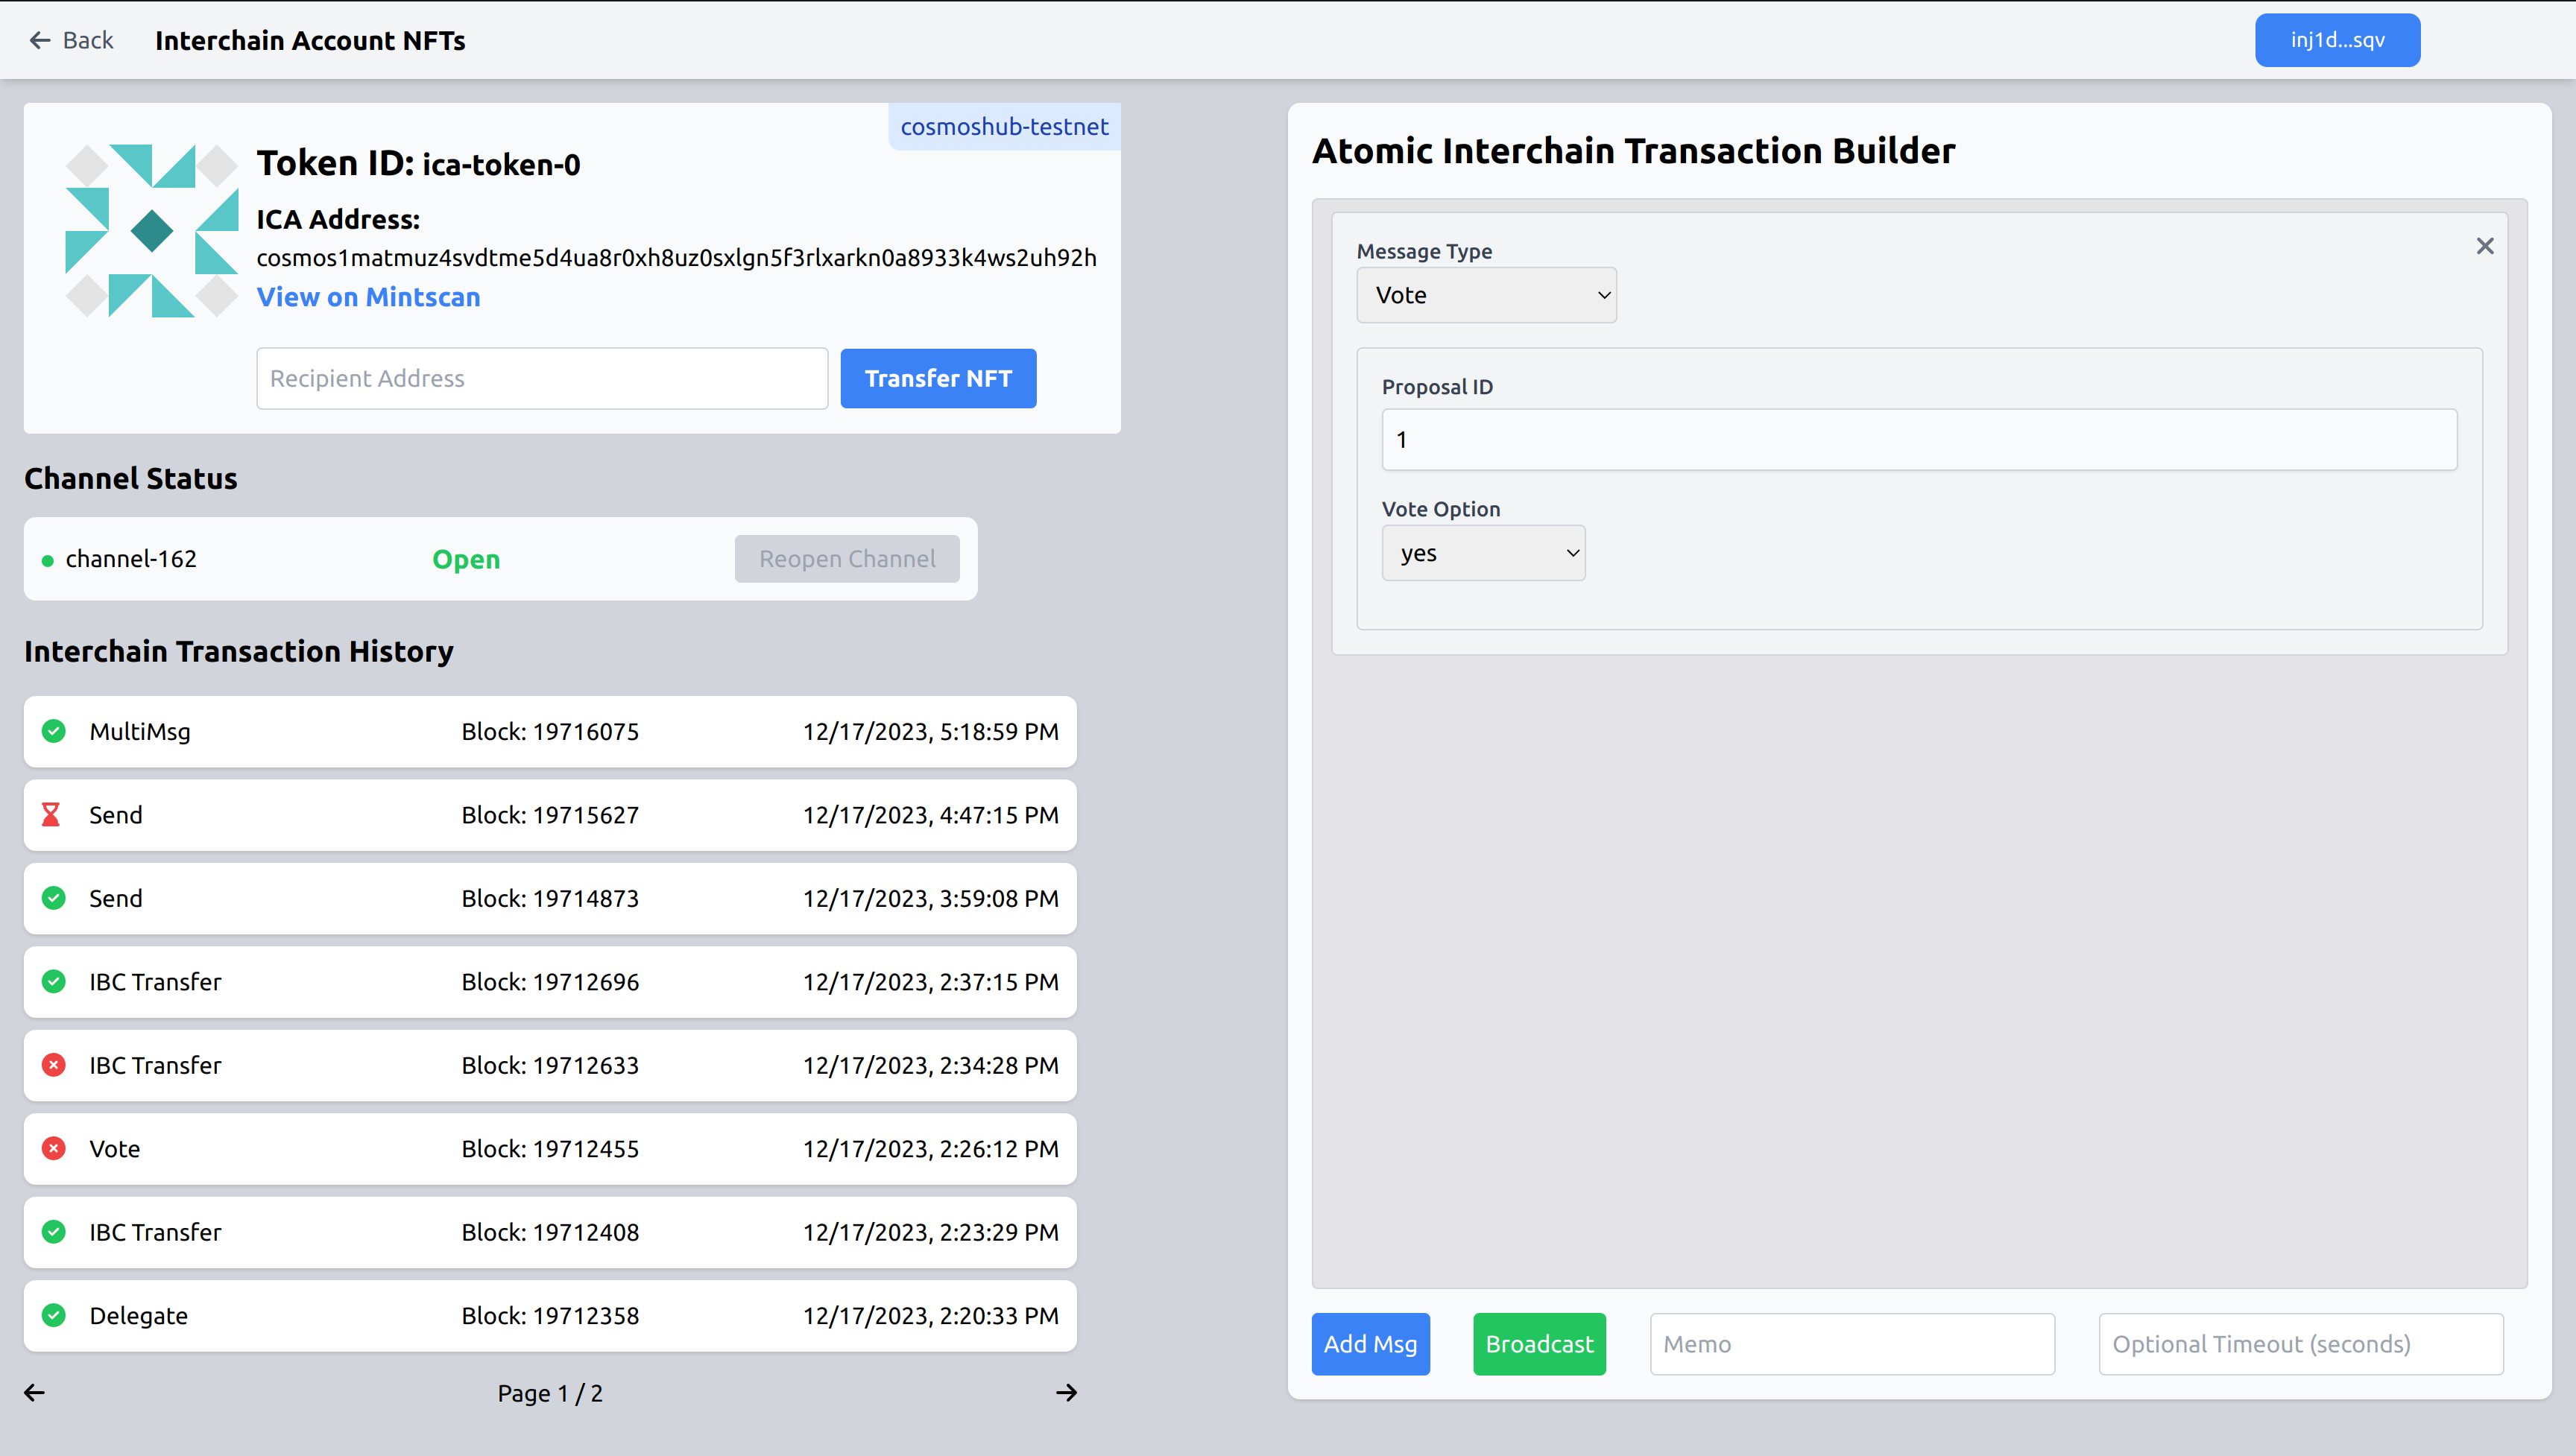 Back
Interchain Account NFTs
inj1d...sqv
cosmoshub-testnet
Token ID: ica-token-0
ICA Address:
cosmos1matmuz4svdtme5d4ua8r0xh8uz0sxlgn5f3rlxarkn0a8933k4ws2uh92h
View on Mintscan
Recipient Address
Transfer NFT
Channel Status
channel-162
Open
Reopen Channel
Interchain Transaction History
MultiMsg Block: 19716075 12/17/2023, 5:18:59 PM
Send Block: 19715627 12/17/2023, 4:47:15 PM
Send Block: 19714873 12/17/2023, 3:59:08 PM
IBC Transfer Block: 19712696 12/17/2023, 2:37:15 PM
IBC Transfer Block: 19712633 12/17/2023, 2:34:28 PM
Vote Block: 19712455 12/17/2023, 2:26:12 PM
IBC Transfer Block: 19712408 12/17/2023, 2:23:29 PM
Delegate Block: 19712358 12/17/2023, 2:20:33 PM
Page 1 / 2
Atomic Interchain Transaction Builder
Message Type
Vote
Proposal ID
1
Vote Option
yes
Add Msg
Broadcast
Memo
Optional Timeout (seconds)